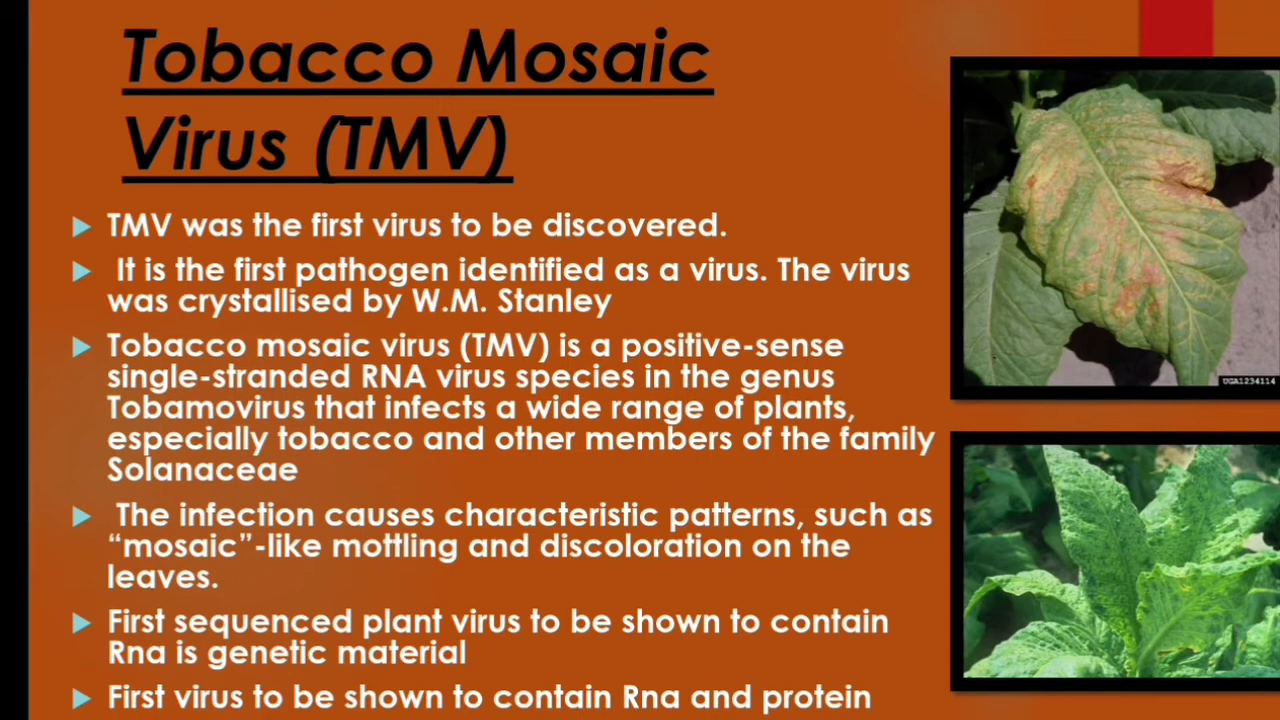 Tobacco Mosaic
Virus (TMV)
TMV was the first virus to be discovered.
It is the first pathogen identified as a virus. The virus
was crystallised by W.M. Stanley
Tobacco mosaic virus (TMV) is a positive-sense
single-stranded RNA virus species in the genus
Tobamovirus that infects a wide range of plants,
especially tobacco and other members of the family
Solanaceae
The infection causes characteristic patterns, such as
“mosaic”-like mottling and discoloration on the
leaves.
First sequenced plant virus to be shown to contain
Rna is genetic material
First virus to be shown to contain Rna and protein
UGA1234114